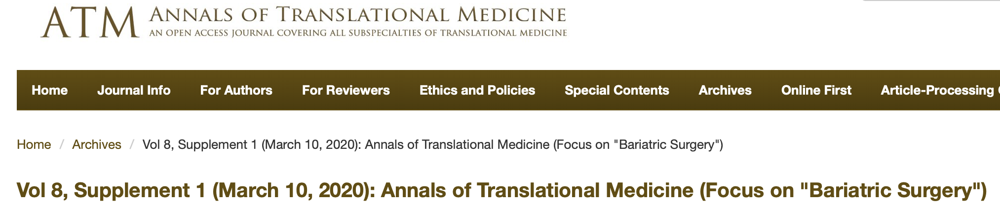 ATM ANNALS OF TRANSLATIONAL MEDICINE
AN OPEN ACCESS JOURNAL COVERING ALL SUBSPECIALTIES OF TRANSLATIONAL MEDICINE
Home Journal Info For Authors For Reviewers Ethics and Policies Special Contents Archives Online First Article-Processing
Home / Archives / Vol 8, Supplement 1 (March 10, 2020): Annals of Translational Medicine (Focus on "Bariatric Surgery")
Vol 8, Supplement 1 (March 10, 2020): Annals of Translational Medicine (Focus on "Bariatric Surgery")